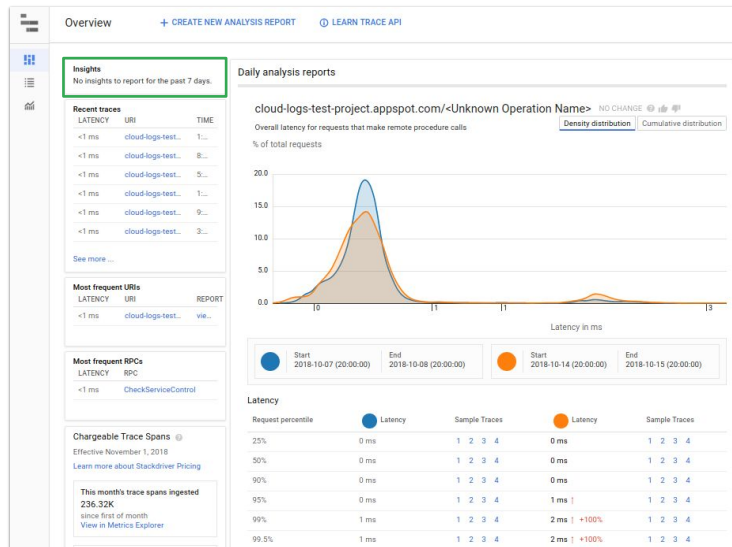 Overview
+ CREATE NEW ANALYSIS REPORT
LEARN TRACE API
Insights
No insights to report for the past 7 days.
Recent traces
LATENCY URI TIME
<1 ms cloud-logs-test... 1:...
<1 ms cloud-logs-test... 8:...
<1 ms cloud-logs-test... 5:...
<1 ms cloud-logs-test... 1:...
<1 ms cloud-logs-test... 9:...
<1 ms cloud-logs-test... 3:...
See more ...
Most frequent URIs
LATENCY URI REPORT
<1 ms cloud-logs-test... vie...
Most frequent RPCs
LATENCY RPC
<1 ms CheckServiceControl
Chargeable Trace Spans
Effective November 1, 2018
Learn more about Stackdriver Pricing
This month's trace spans ingested
236.32K
since first of month
View in Metrics Explorer
Daily analysis reports
cloud-logs-test-project.appspot.com/<Unknown Operation Name> NO CHANGE
Overall latency for requests that make remote procedure calls
Density distribution Cumulative distribution
% of total requests
20.0
15.0
10.0
5.0
0.0
0 1 1 3
Latency in ms
Start End
2018-10-07 (20:00:00) 2018-10-08 (20:00:00)
Start End
2018-10-14 (20:00:00) 2018-10-15 (20:00:00)
Latency
Request percentile Latency Sample Traces Latency Sample Traces
25% 0 ms 1 2 3 4 0 ms 1 2 3 4
50% 0 ms 1 2 3 4 0 ms 1 2 3 4
90% 0 ms 1 2 3 4 0 ms 1 2 3 4
95% 0 ms 1 2 3 4 1 ms ↑ 1 2 3 4
99% 1 ms 1 2 3 4 2 ms ↑ +100% 1 2 3 4
99.5% 1 ms 1 2 3 4 2 ms ↑ +100% 1 2 3 4